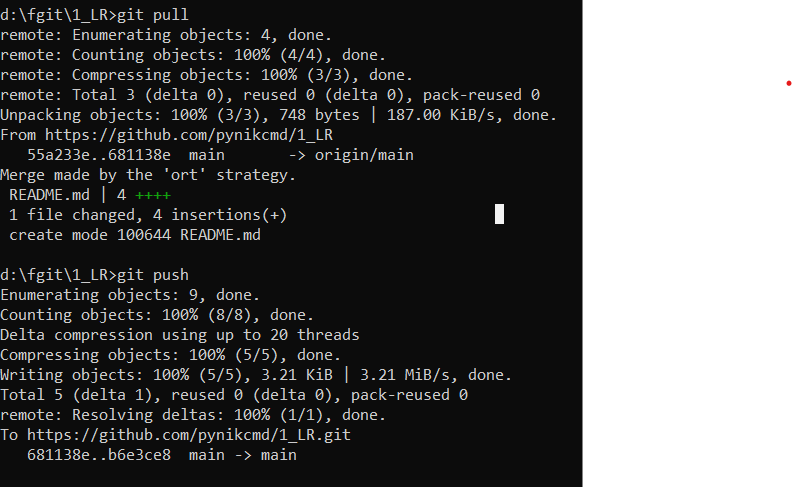 d:\fgit\1_LR>git pull
remote: Enumerating objects: 4, done.
remote: Counting objects: 100% (4/4), done.
remote: Compressing objects: 100% (3/3), done.
remote: Total 3 (delta 0), reused 0 (delta 0), pack-reused 0
Unpacking objects: 100% (3/3), 748 bytes | 187.00 KiB/s, done.
From https://github.com/pynikcmd/1_LR
   55a233e..681138e  main       -> origin/main
Merge made by the 'ort' strategy.
 README.md | 4 ++++
 1 file changed, 4 insertions(+)
 create mode 100644 README.md
d:\fgit\1_LR>git push
Enumerating objects: 9, done.
Counting objects: 100% (8/8), done.
Delta compression using up to 20 threads
Compressing objects: 100% (5/5), done.
Writing objects: 100% (5/5), 3.21 KiB | 3.21 MiB/s, done.
Total 5 (delta 1), reused 0 (delta 0), pack-reused 0
remote: Resolving deltas: 100% (1/1), done.
To https://github.com/pynikcmd/1_LR.git
   681138e..b6e3ce8  main -> main